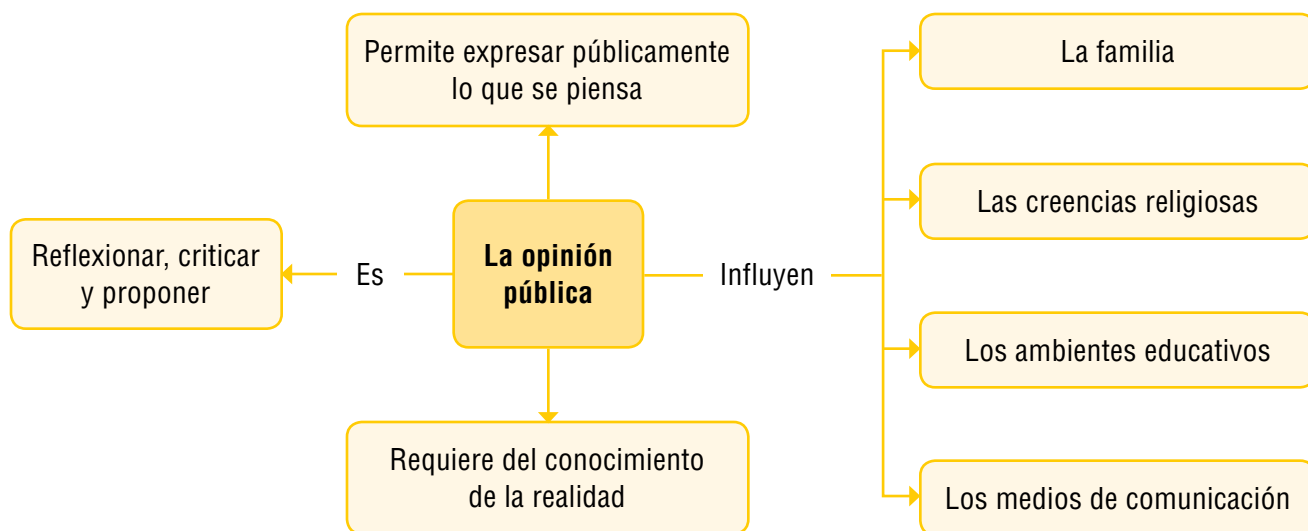 Permite expresar públicamente
lo que se piensa
La familia
Las creencias religiosas
Reflexionar, criticar
y proponer
Es
La opinión
pública
Influyen
Los ambientes educativos
Requiere del conocimiento
de la realidad
Los medios de comunicación